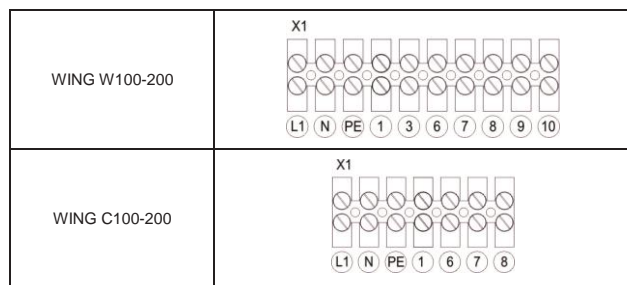 X1
WING W100-200
L1 N PE 1 3 6 7 8 9 10
X1
WING C100-200
L1 N PE 1 6 7 8